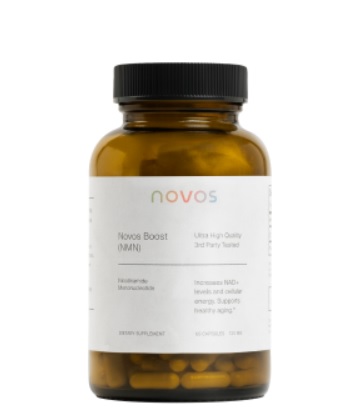 novos
Novos Boost
(NMN)
Ultra High Quality
3rd Party Tested
Nicotinamide
Mononucleotide
Increases NAD+
levels and cellular
energy. Supports
healthy aging.*
DIETARY SUPPLEMENT
CAPSULES